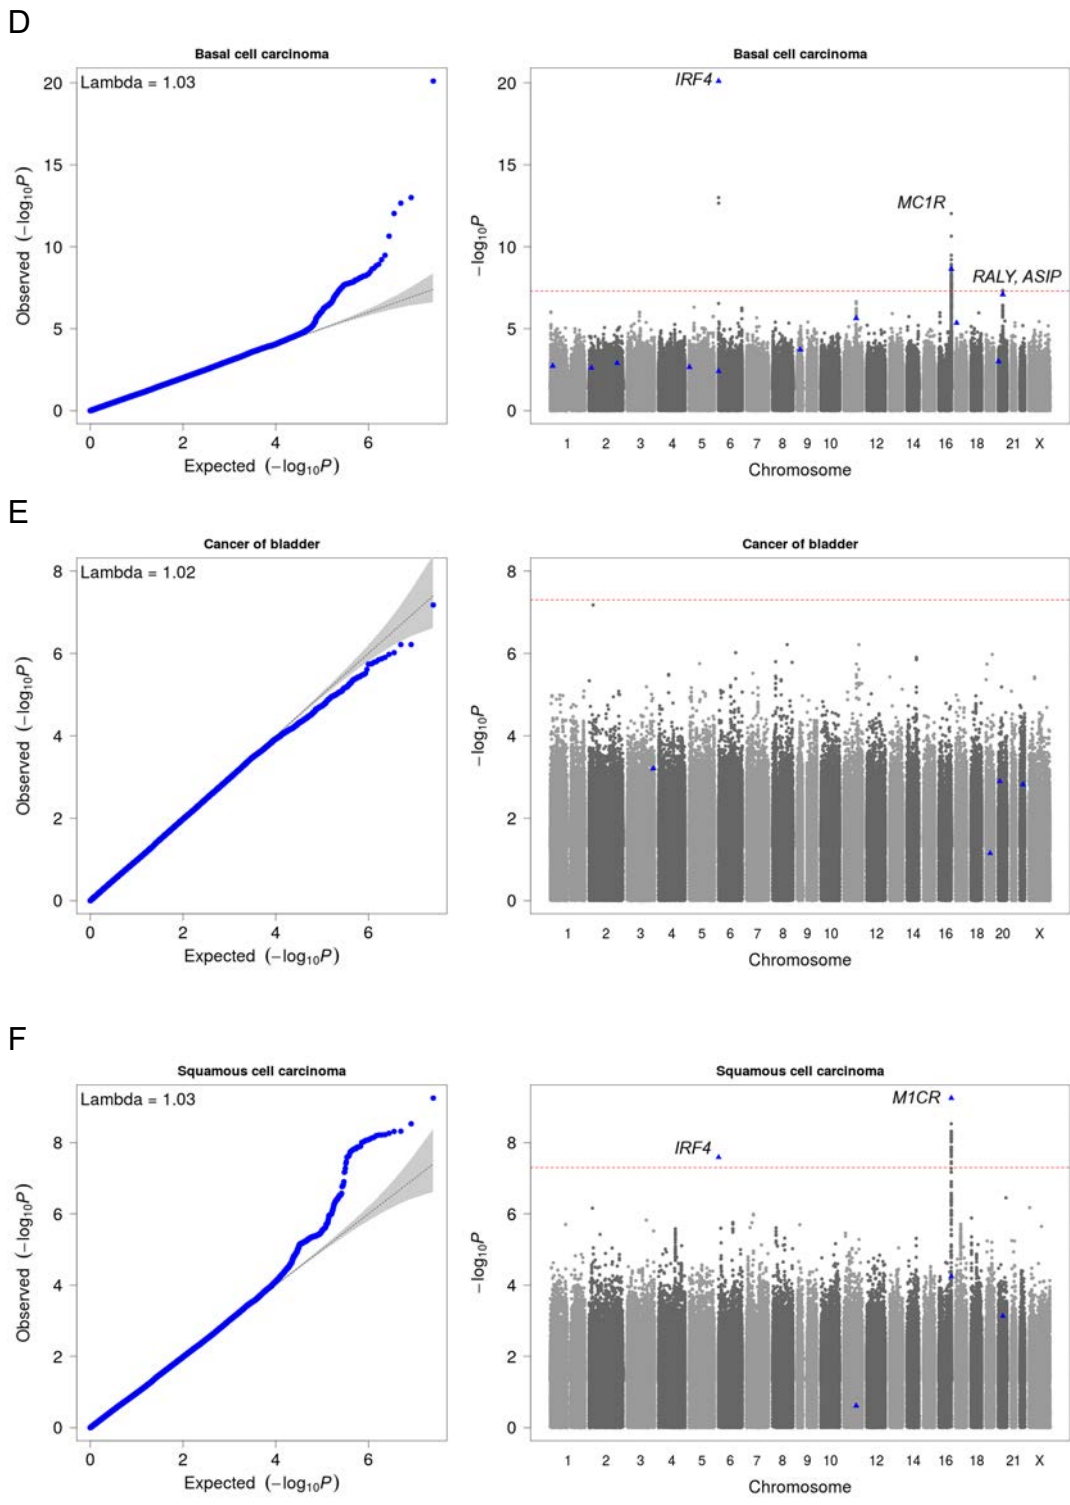 D
Basal cell carcinoma
Lambda = 1.03
20
15
10
5
0
Observed (−log10P)
0 2 4 6
Expected (−log10P)
Basal cell carcinoma
IRF4
MC1R
RALY, ASIP
20
15
10
5
0
−log10P
1 2 3 4 5 6 7 8 9 10 12 14 16 18 21 X
Chromosome
E
Cancer of bladder
Lambda = 1.02
8
6
4
2
0
Observed (−log10P)
0 2 4 6
Expected (−log10P)
Cancer of bladder
8
6
4
2
0
−log10P
1 2 3 4 5 6 7 8 9 10 12 14 16 18 20 X
Chromosome
F
Squamous cell carcinoma
Lambda = 1.03
8
6
4
2
0
Observed (−log10P)
0 2 4 6
Expected (−log10P)
Squamous cell carcinoma
M1CR
IRF4
8
6
4
2
0
−log10P
1 2 3 4 5 6 7 8 9 10 12 14 16 18 21 X
Chromosome